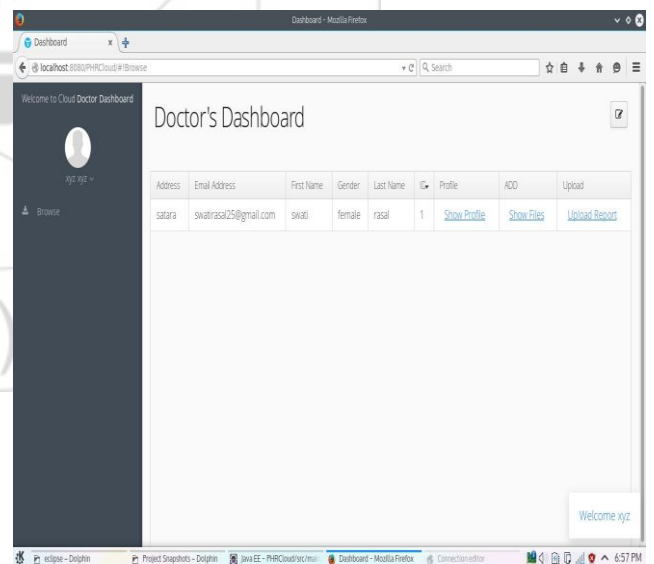 Dashboard - Mozilla Firefox
Dashboard x
localhost:8080/PHRCloud/#!Browse Search
Welcome to Cloud Doctor Dashboard
xyz xyz
Browse
Doctor's Dashboard
Address Email Address First Name Gender Last Name Profile ADD Upload
satara swatirasal25@gmail.com swati female rasal 1 Show Profile Show Files Upload Report
Welcome xyz
eclipse – Dolphin Project Snapshots – Dolphin Java EE – PHRCloud/src/mai Dashboard – Mozilla Firefox Connection editor 6:57 PM